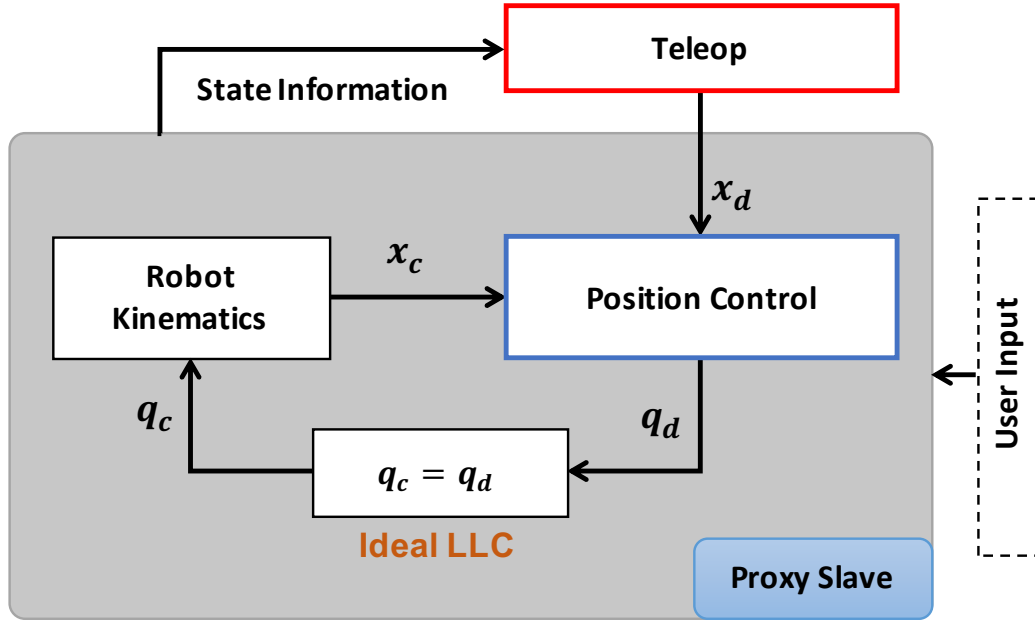 Teleop
State Information
x_d
Robot
Kinematics
x_c
Position Control
User Input
q_c
q_d
q_c = q_d
Ideal LLC
Proxy Slave